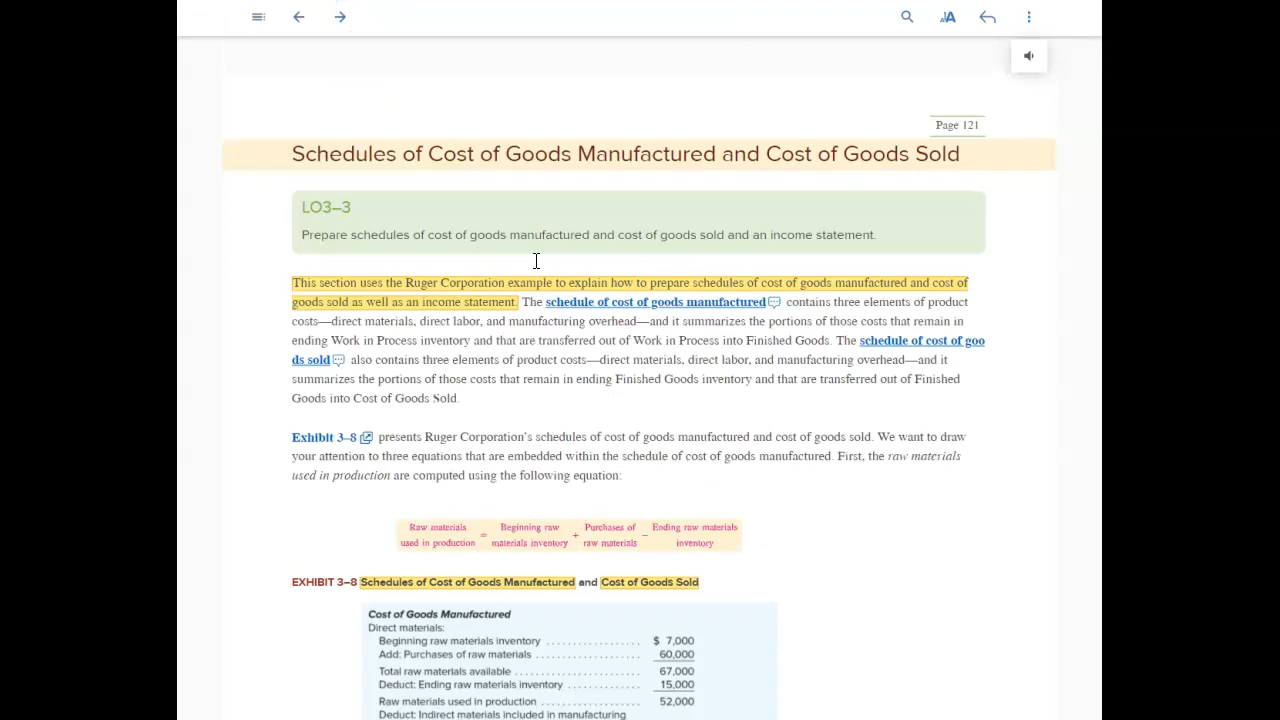 Page 121
Schedules of Cost of Goods Manufactured and Cost of Goods Sold
LO3–3
Prepare schedules of cost of goods manufactured and cost of goods sold and an income statement.
This section uses the Ruger Corporation example to explain how to prepare schedules of cost of goods manufactured and cost of
goods sold as well as an income statement. The schedule of cost of goods manufactured contains three elements of product
costs—direct materials, direct labor, and manufacturing overhead—and it summarizes the portions of those costs that remain in
ending Work in Process inventory and that are transferred out of Work in Process into Finished Goods. The schedule of cost of goo
ds sold also contains three elements of product costs—direct materials, direct labor, and manufacturing overhead—and it
summarizes the portions of those costs that remain in ending Finished Goods inventory and that are transferred out of Finished
Goods into Cost of Goods Sold.
Exhibit 3–8 presents Ruger Corporation's schedules of cost of goods manufactured and cost of goods sold. We want to draw
your attention to three equations that are embedded within the schedule of cost of goods manufactured. First, the raw materials
used in production are computed using the following equation:
Raw materials used in production = Beginning raw materials inventory + Purchases of raw materials − Ending raw materials inventory
EXHIBIT 3–8 Schedules of Cost of Goods Manufactured and Cost of Goods Sold
Cost of Goods Manufactured
Direct materials:
Beginning raw materials inventory .................... $ 7,000
Add: Purchases of raw materials .................... 60,000
Total raw materials available .................... 67,000
Deduct: Ending raw materials inventory .................... 15,000
Raw materials used in production .................... 52,000
Deduct: Indirect materials included in manufacturing